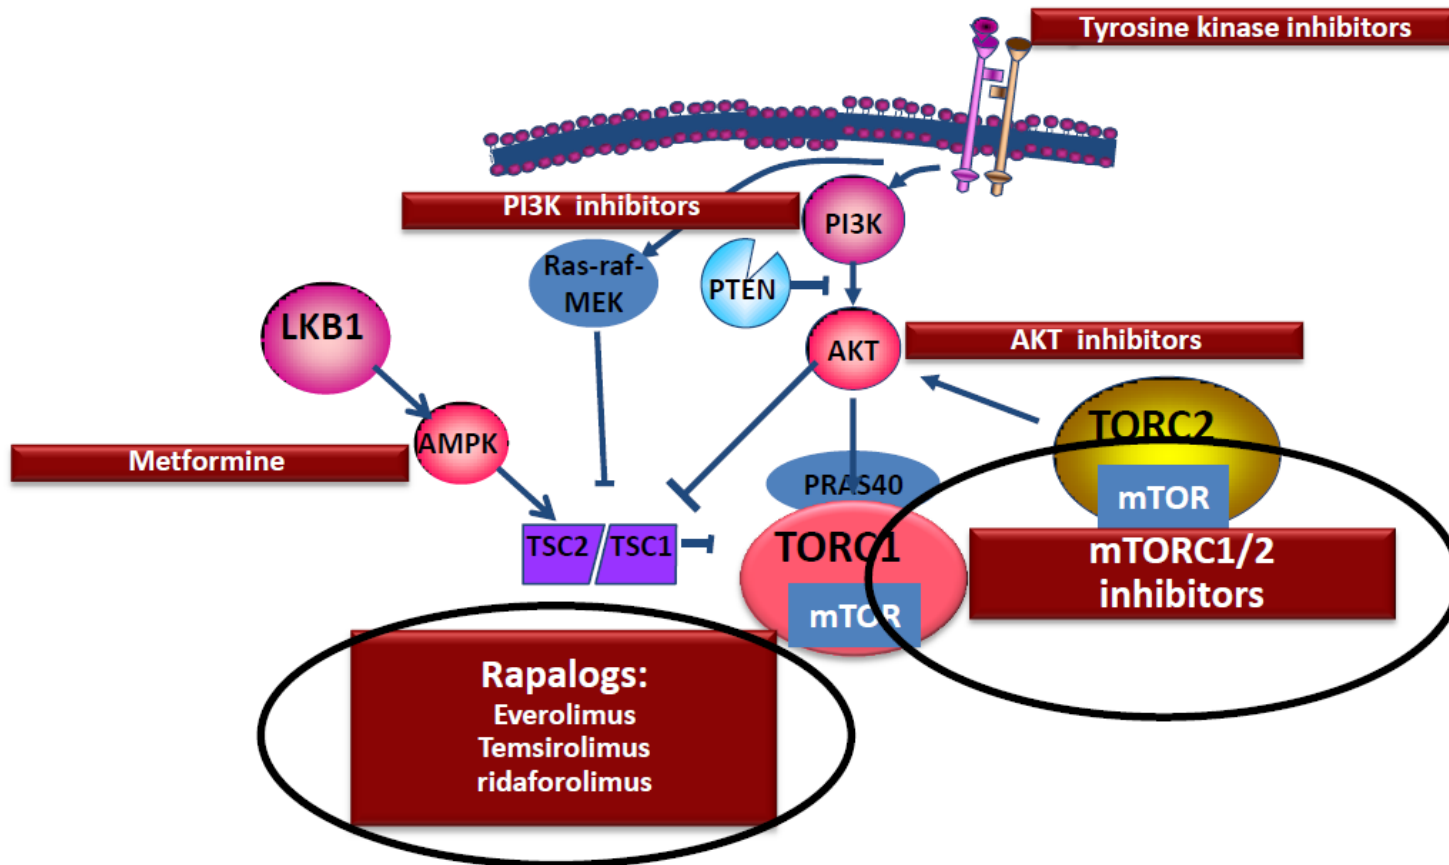 Tyrosine kinase inhibitors
PI3K inhibitors
PI3K
Ras-raf-
MEK
PTEN
LKB1
AKT
AKT inhibitors
AMPK
Metformine
TORC2
mTOR
PRAS40
TSC2
TSC1
TORC1
mTOR
mTORC1/2
inhibitors
Rapalogs:
Everolimus
Temsirolimus
ridaforolimus